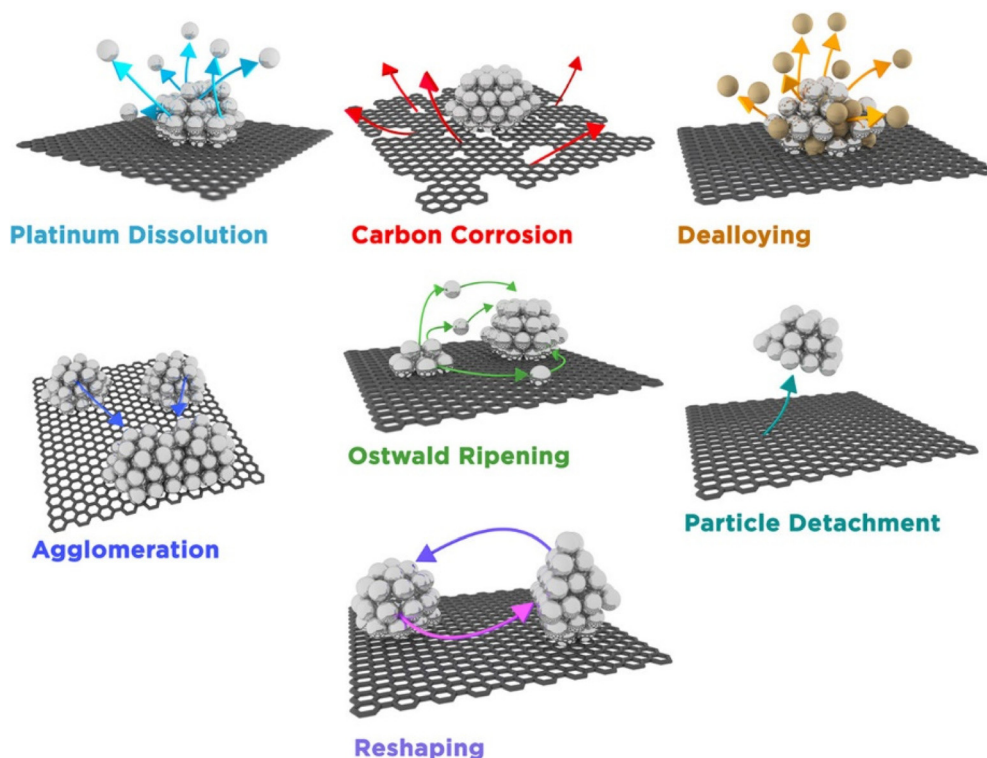 Platinum Dissolution
Carbon Corrosion
Dealloying
Ostwald Ripening
Agglomeration
Particle Detachment
Reshaping